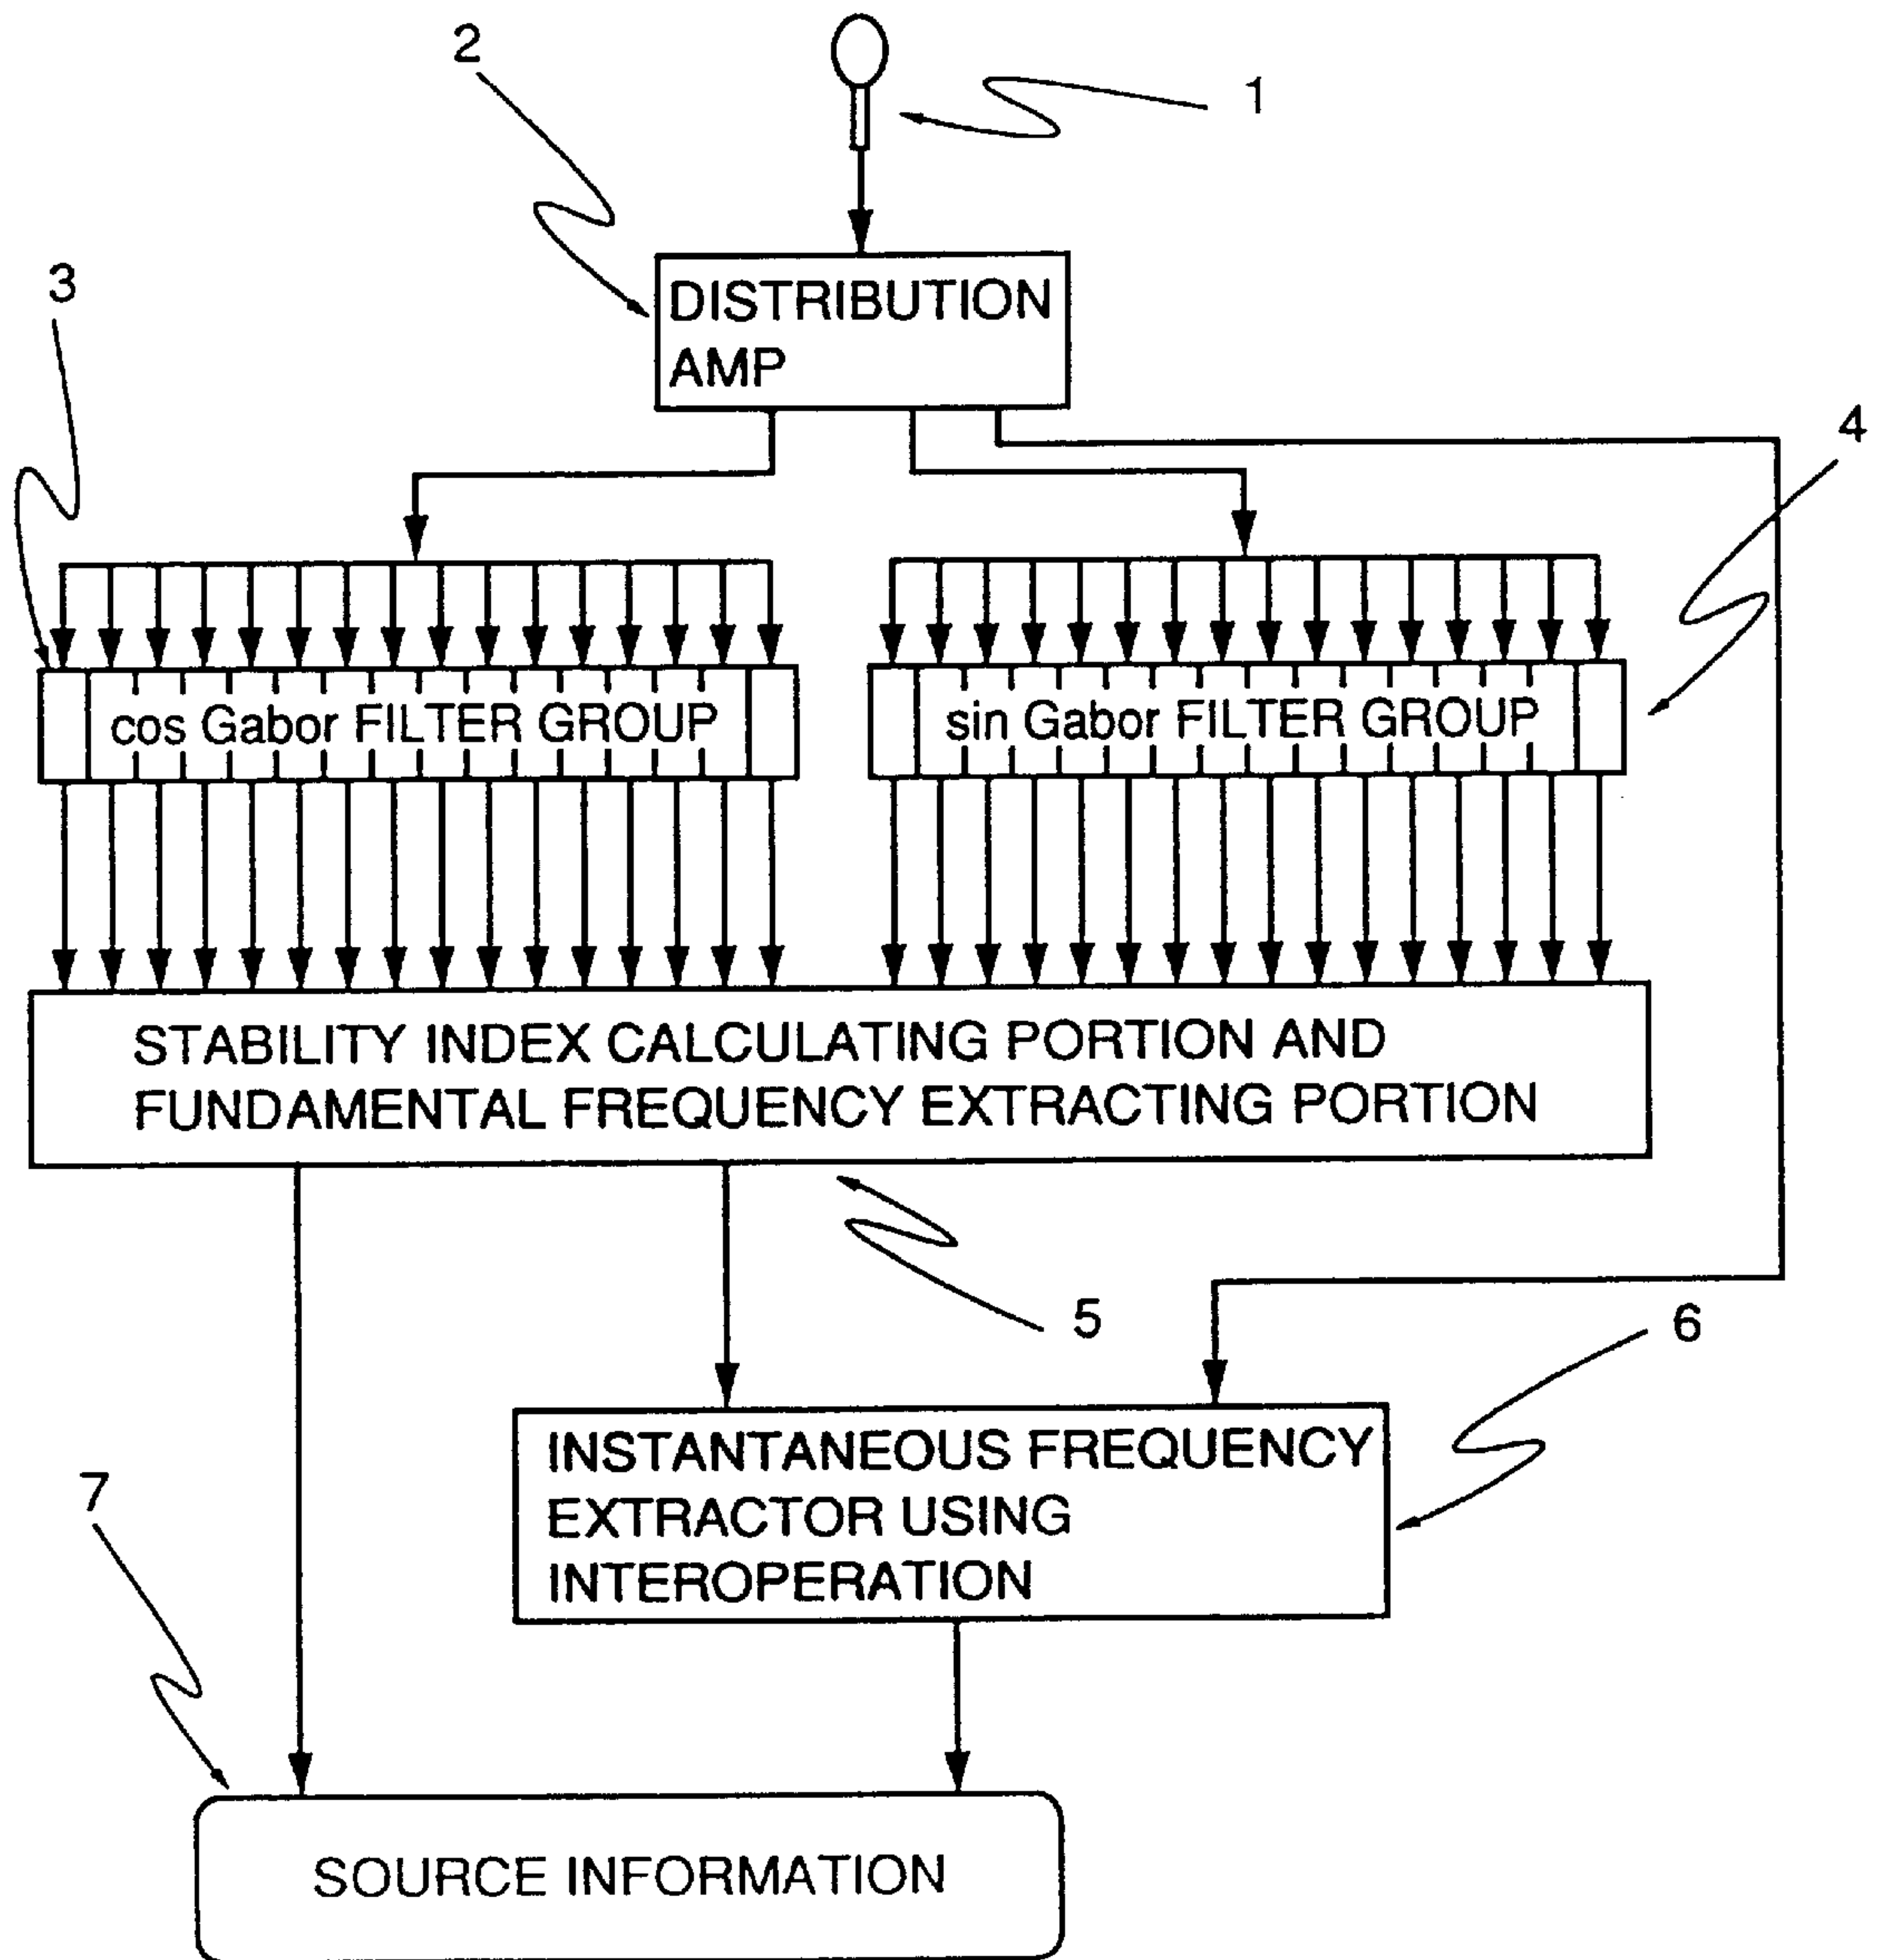 2
1
3
DISTRIBUTION
AMP
4
cos Gabor FILTER GROUP
sin Gabor FILTER GROUP
STABILITY INDEX CALCULATING PORTION AND
FUNDAMENTAL FREQUENCY EXTRACTING PORTION
5
6
INSTANTANEOUS FREQUENCY
EXTRACTOR USING
INTEROPERATION
7
SOURCE INFORMATION